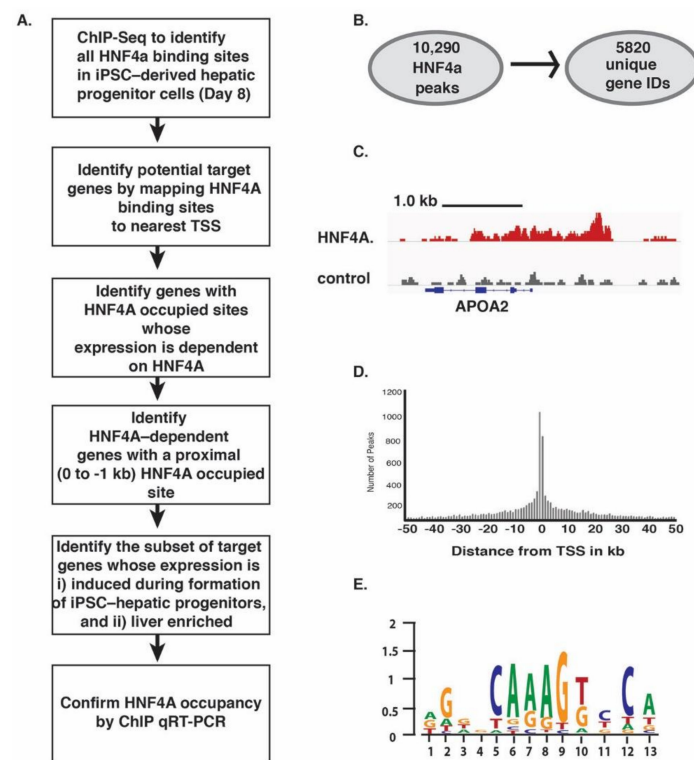 A.
ChIP-Seq to identify
all HNF4a binding sites
in iPSC–derived hepatic
progenitor cells (Day 8)
Identify potential target
genes by mapping HNF4A
binding sites
to nearest TSS
Identify genes with
HNF4A occupied sites
whose
expression is dependent
on HNF4A
Identify
HNF4A–dependent
genes with a proximal
(0 to -1 kb) HNF4A occupied
site
Identify the subset of target
genes whose expression is
i) induced during formation
of iPSC–hepatic progenitors,
and ii) liver enriched
Confirm HNF4A occupancy
by ChIP qRT-PCR
B.
10,290
HNF4a
peaks
5820
unique
gene IDs
C.
1.0 kb
HNF4A.
control
APOA2
D.
Number of Peaks
1200
1000
800
600
400
200
-50 -40 -30 -20 -10 0 10 20 30 40 50
Distance from TSS in kb
E.
2
1.5
1
0.5
0
CAAAGT C
1 2 3 4 5 6 7 8 9 10 11 12 13